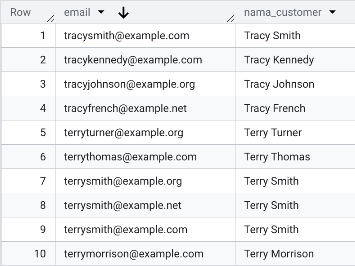 Row email nama_customer
1 tracysmith@example.com Tracy Smith
2 tracykennedy@example.com Tracy Kennedy
3 tracyjohnson@example.org Tracy Johnson
4 tracyfrench@example.net Tracy French
5 terryturner@example.org Terry Turner
6 terrythomas@example.com Terry Thomas
7 terrysmith@example.org Terry Smith
8 terrysmith@example.net Terry Smith
9 terrysmith@example.com Terry Smith
10 terrymorrison@example.com Terry Morrison